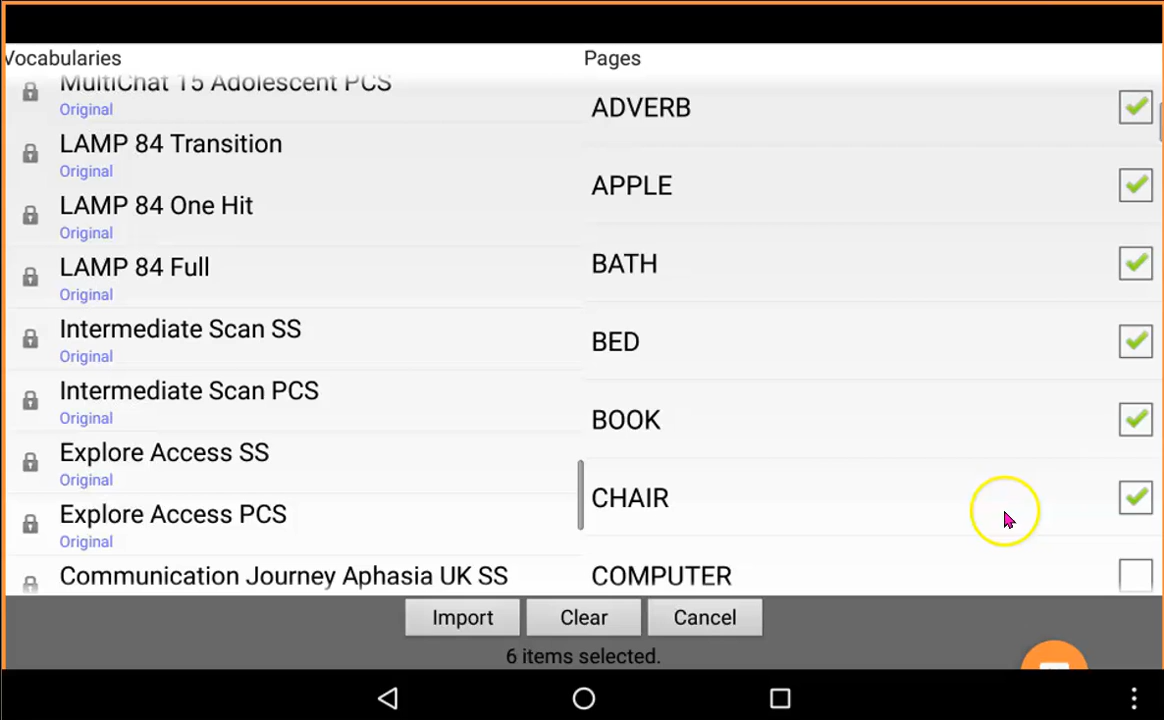 Vocabularies
MultiChat 15 Adolescent PCS
Original
LAMP 84 Transition
Original
LAMP 84 One Hit
Original
LAMP 84 Full
Original
Intermediate Scan SS
Original
Intermediate Scan PCS
Original
Explore Access SS
Original
Explore Access PCS
Original
Communication Journey Aphasia UK SS
Pages
ADVERB
APPLE
BATH
BED
BOOK
CHAIR
COMPUTER
Import Clear Cancel
6 items selected.